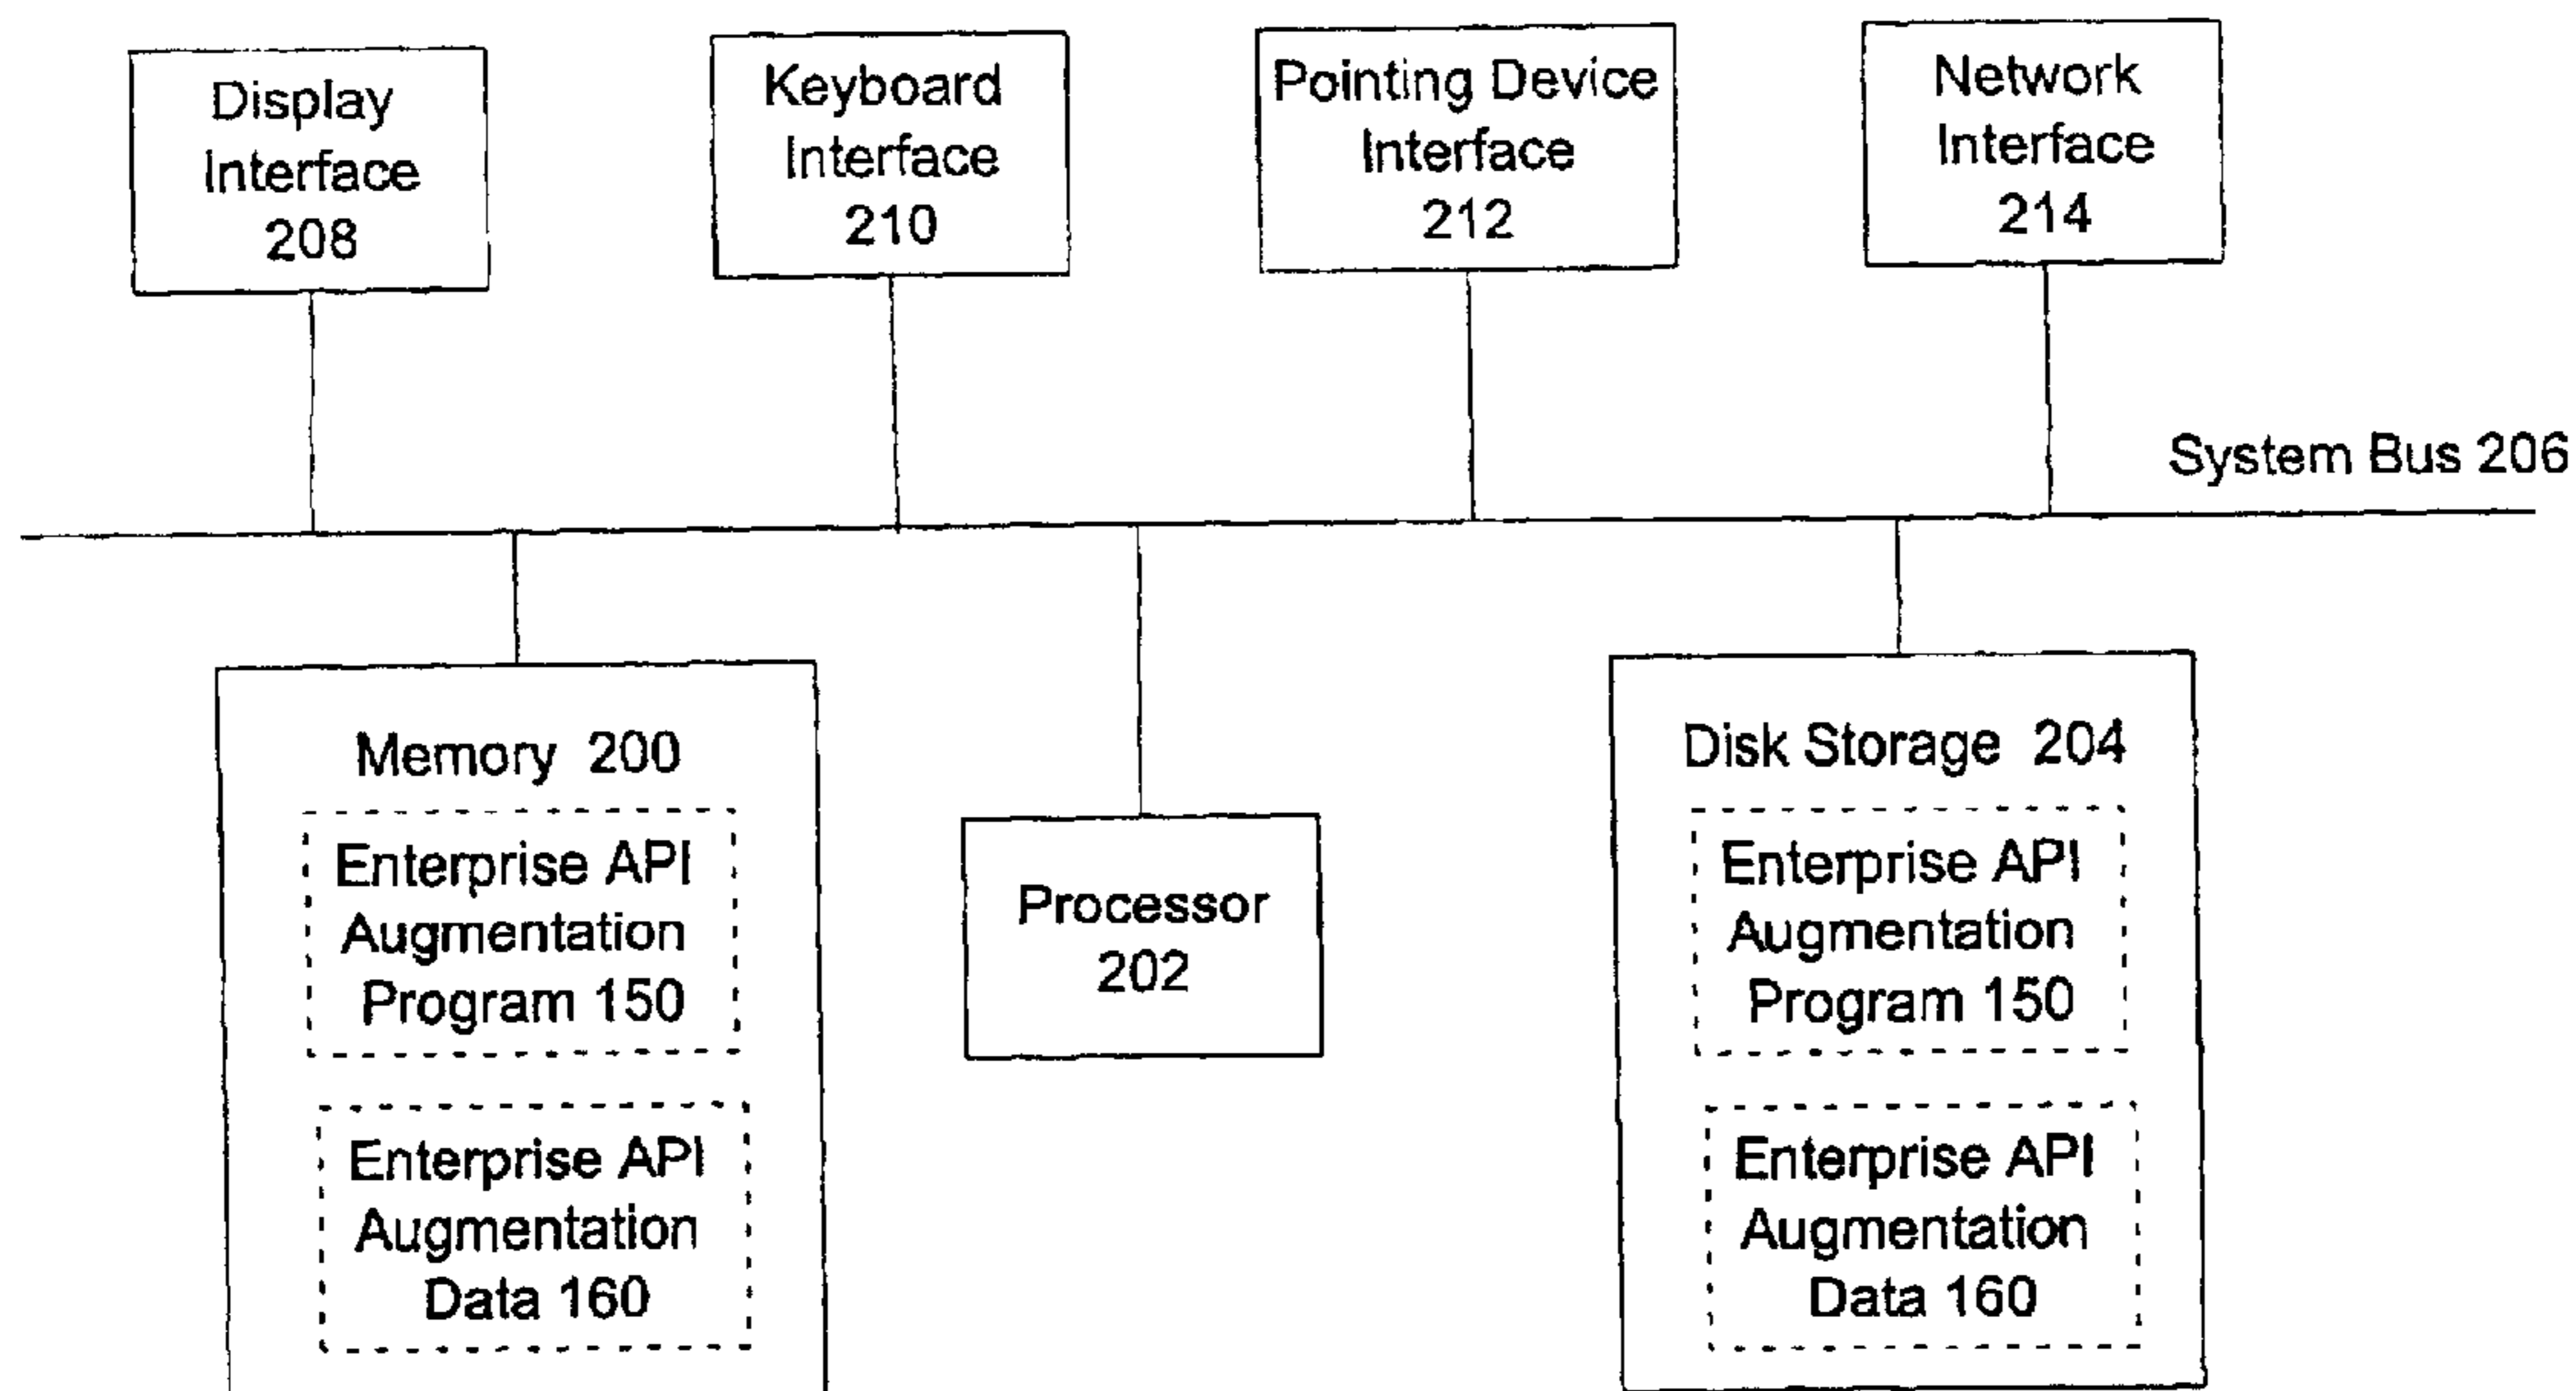 Display
Interface
208
Keyboard
Interface
210
Pointing Device
Interface
212
Network
Interface
214
System Bus 206
Memory 200
Enterprise API
Augmentation
Program 150
Enterprise API
Augmentation
Data 160
Processor
202
Disk Storage 204
Enterprise API
Augmentation
Program 150
Enterprise API
Augmentation
Data 160